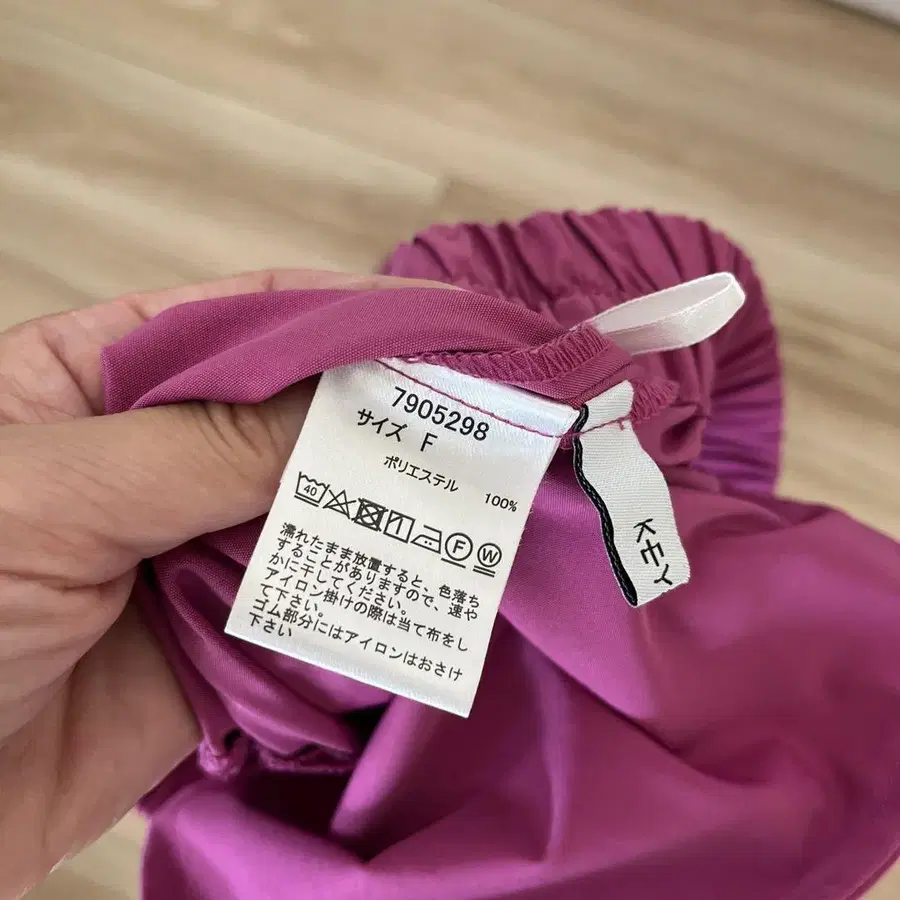 7905298
サイズ F
ポリエステル 100%
40 F W
濡れたまま放置すると、色落ち
することがありますので、速や
かに干してください。
アイロン掛けの際は当て布をし
て下さい。
ゴム部分にはアイロンはおさけ
下さい
KEY